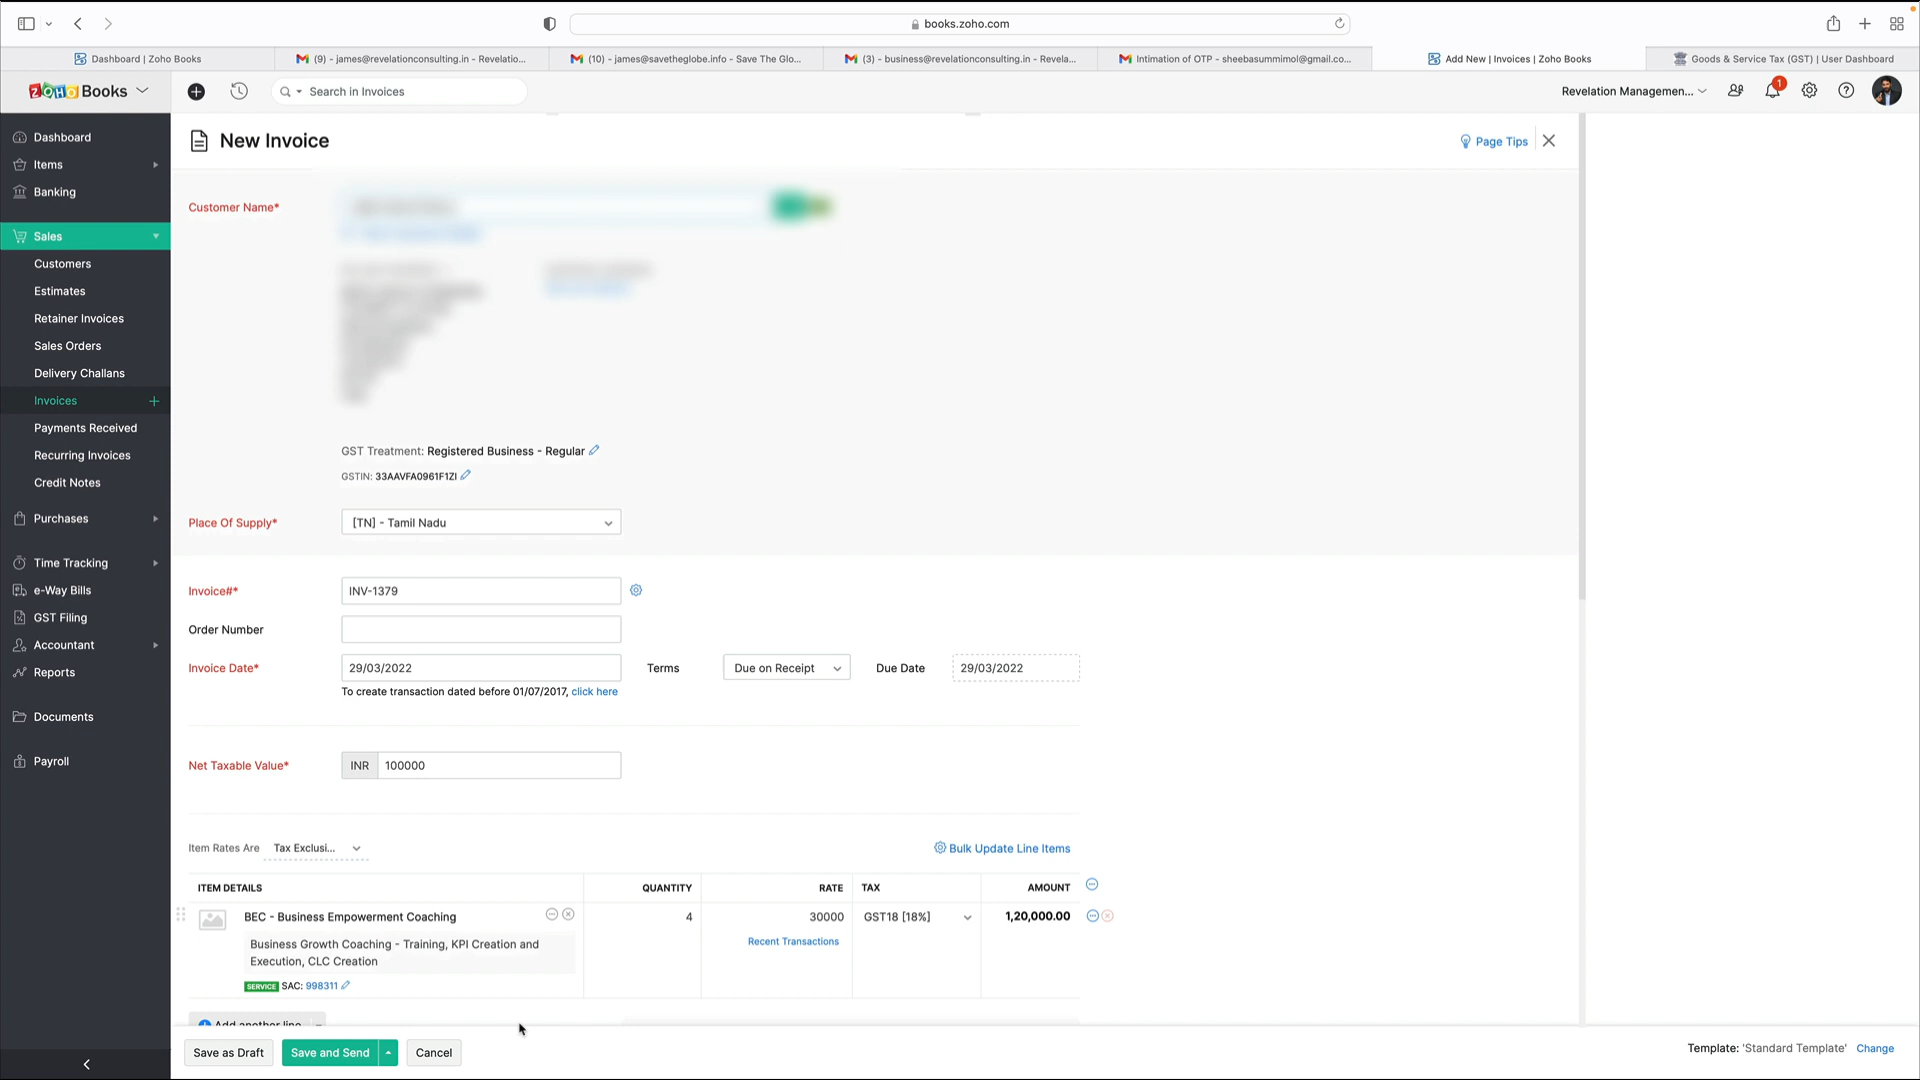 books.zoho.com
Dashboard | Zoho Books
(9) - james@revelationconsulting.in - Revelatio...
(10) - james@savetheglobe.info - Save The Glo...
(3) - business@revelationconsulting.in - Revela...
Intimation of OTP - sheebasummimol@gmail.co...
Add New | Invoices | Zoho Books
Goods & Service Tax (GST) | User Dashboard
ZOHO Books
Search in Invoices
Revelation Managemen...
1
Dashboard
Items
Banking
Sales
Customers
Estimates
Retainer Invoices
Sales Orders
Delivery Challans
Invoices
Payments Received
Recurring Invoices
Credit Notes
Purchases
Time Tracking
e-Way Bills
GST Filing
Accountant
Reports
Documents
Payroll
New Invoice
Page Tips
Customer Name*
GST Treatment: Registered Business - Regular
GSTIN: 33AAVFA0961F1ZI
Place Of Supply*
[TN] - Tamil Nadu
Invoice#*
INV-1379
Order Number
Invoice Date*
29/03/2022
Terms
Due on Receipt
Due Date
29/03/2022
To create transaction dated before 01/07/2017, click here
Net Taxable Value*
INR
100000
Item Rates Are
Tax Exclusi...
Bulk Update Line Items
ITEM DETAILS
QUANTITY
RATE
TAX
AMOUNT
BEC - Business Empowerment Coaching
4
30000
GST18 [18%]
1,20,000.00
Recent Transactions
Business Growth Coaching - Training, KPI Creation and
Execution, CLC Creation
SERVICE SAC: 998311
Add another line
Save as Draft
Save and Send
Cancel
Template: 'Standard Template' Change